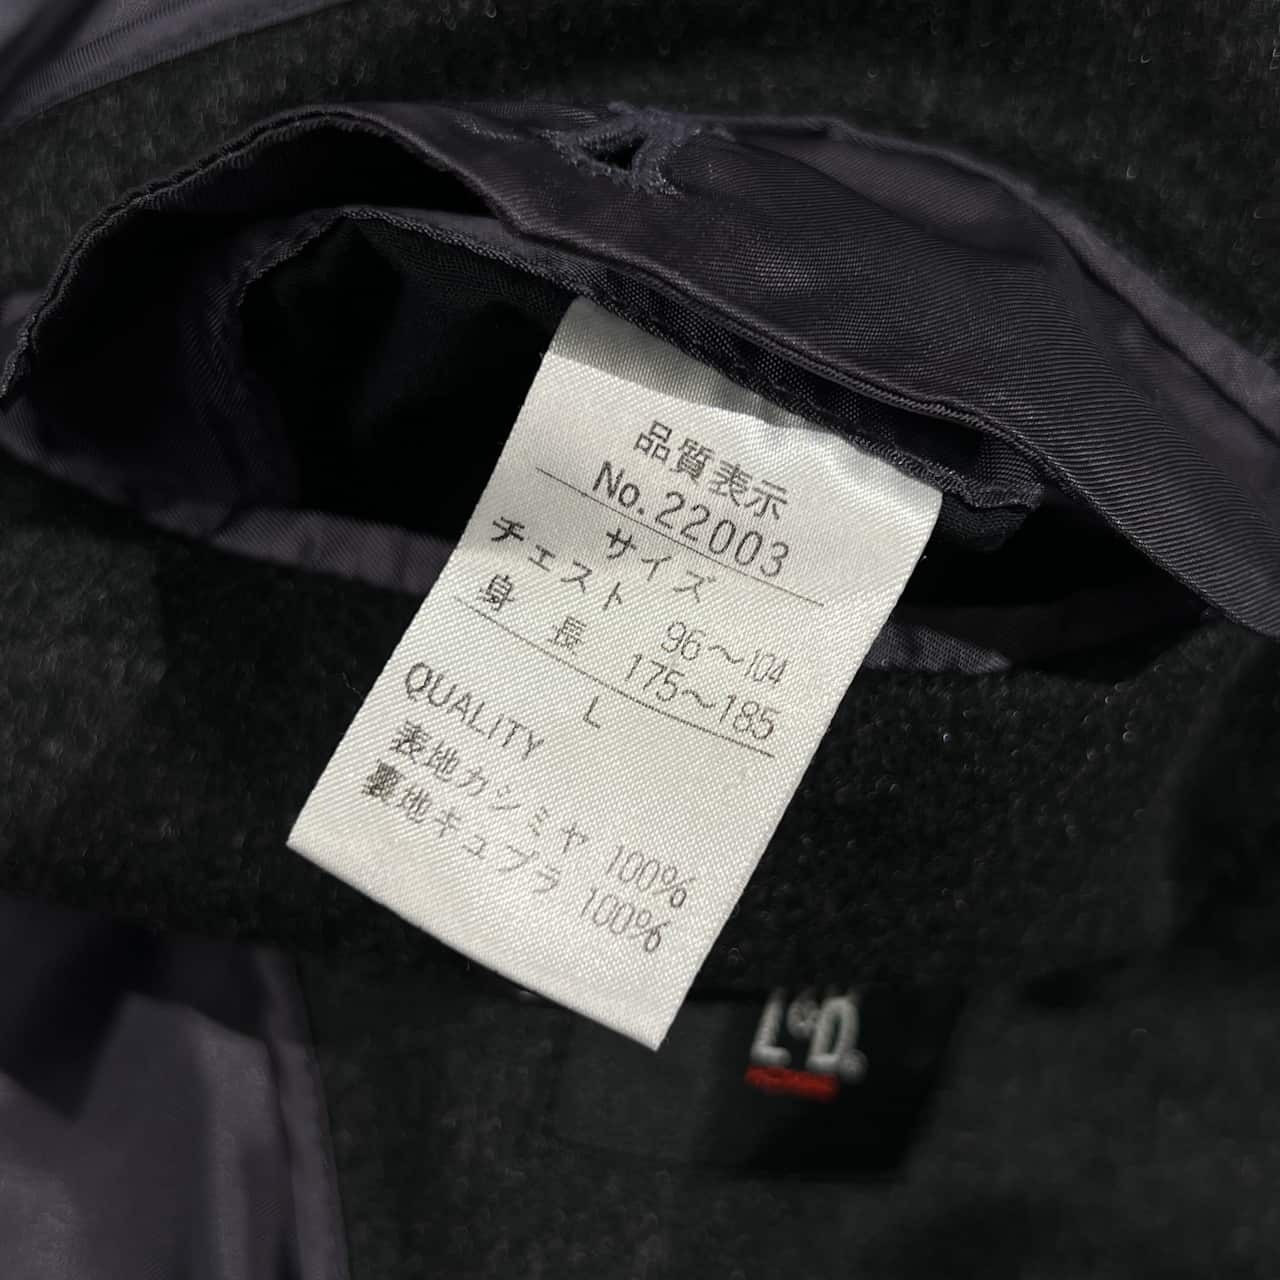 品質表示
No.22003
サイズ
チェスト 96～104
身長 175～185
L
QUALITY
表地カシミヤ 100%
裏地キュプラ 100%
L&D.